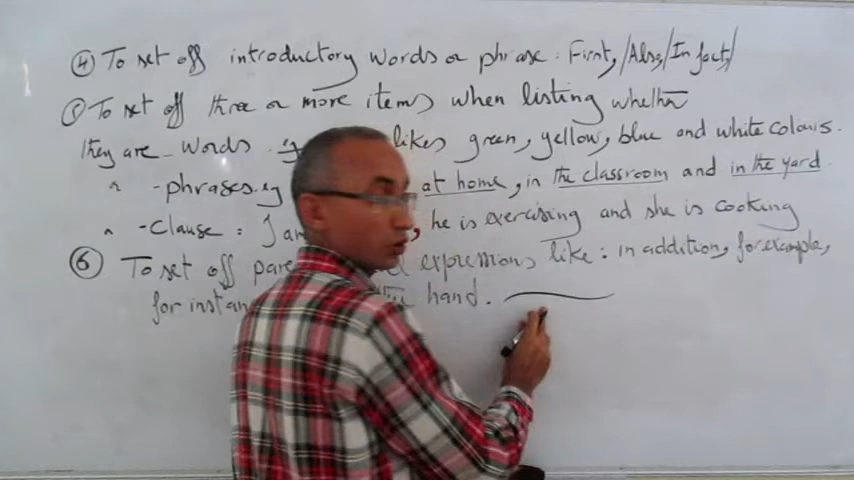 ④ To set off introductory words or phrase: First, /Also,/In fact,/
⑤ To set off three or more items when listing whether
they are - words. eg likes green, yellow, blue and white colours.
" - phrases. eg at home, in the classroom and in the yard.
" - Clause: I am , he is exercising and she is cooking
⑥ To set off expressions like: in addition, for example,
for hand.